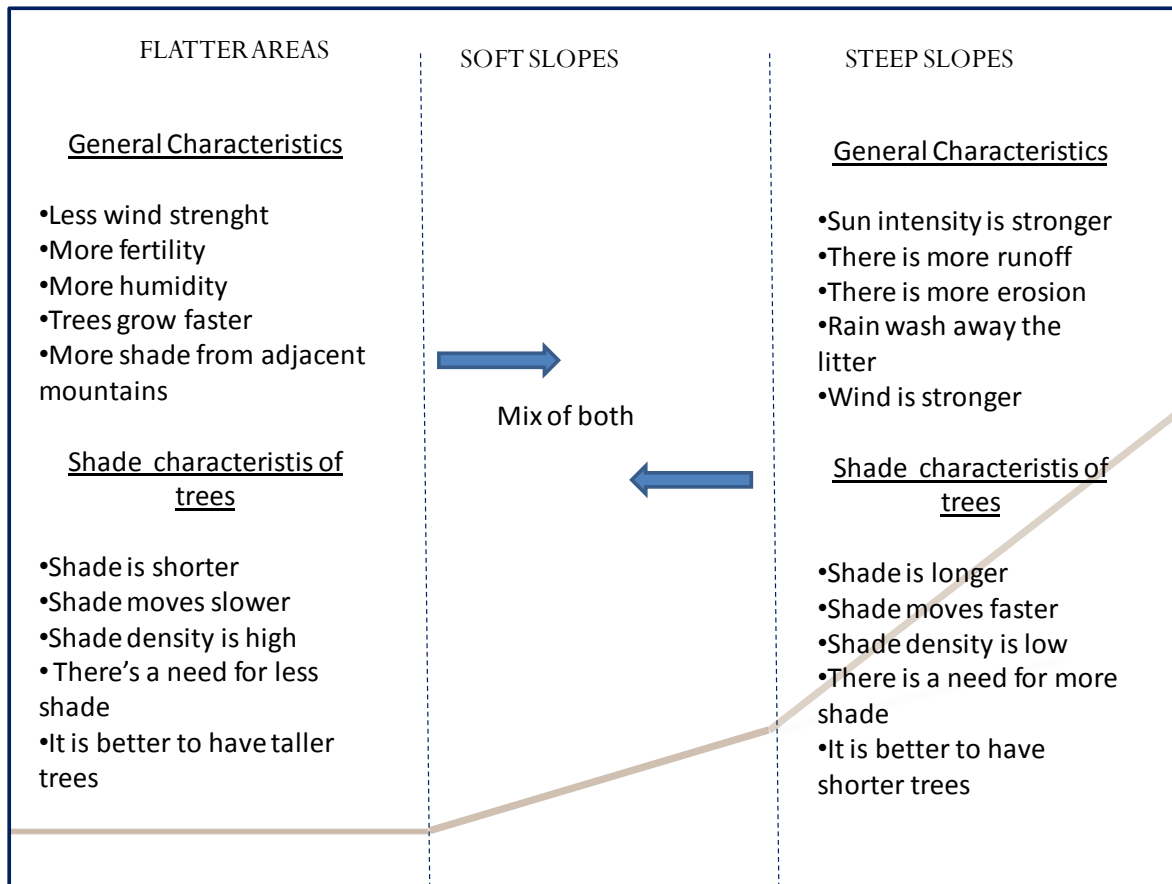 FLATTER AREAS
General Characteristics
•Less wind strenght
•More fertility
•More humidity
•Trees grow faster
•More shade from adjacent
mountains
Shade characteristis of
trees
•Shade is shorter
•Shade moves slower
•Shade density is high
• There's a need for less
shade
•It is better to have taller
trees
SOFT SLOPES
Mix of both
STEEP SLOPES
General Characteristics
•Sun intensity is stronger
•There is more runoff
•There is more erosion
•Rain wash away the
litter
•Wind is stronger
Shade characteristis of
trees
•Shade is longer
•Shade moves faster
•Shade density is low
•There is a need for more
shade
•It is better to have
shorter trees